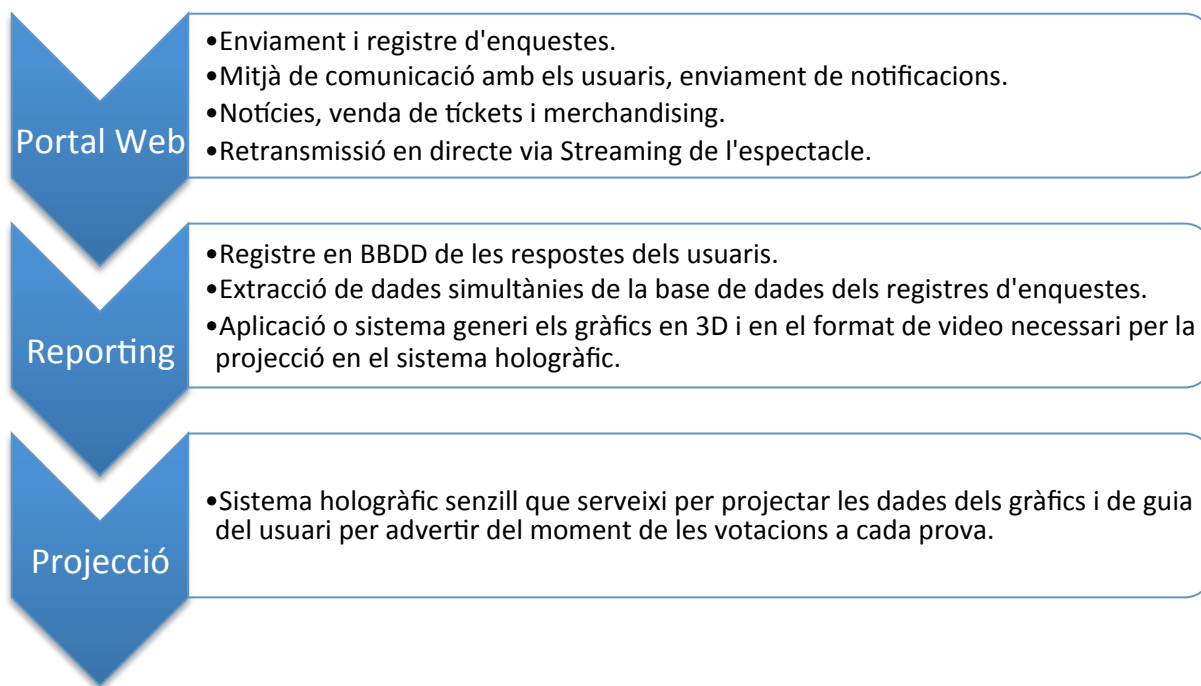 Portal Web
•Enviament i registre d'enquestes.
•Mitjà de comunicació amb els usuaris, enviament de notificacions.
•Notícies, venda de tíckets i merchandising.
•Retransmissió en directe via Streaming de l'espectacle.
Reporting
•Registre en BBDD de les respostes dels usuaris.
•Extracció de dades simultànies de la base de dades dels registres d'enquestes.
•Aplicació o sistema generi els gràfics en 3D i en el format de video necessari per la
projecció en el sistema hologràfic.
Projecció
•Sistema hologràfic senzill que serveixi per projectar les dades dels gràfics i de guia
del usuari per advertir del moment de les votacions a cada prova.